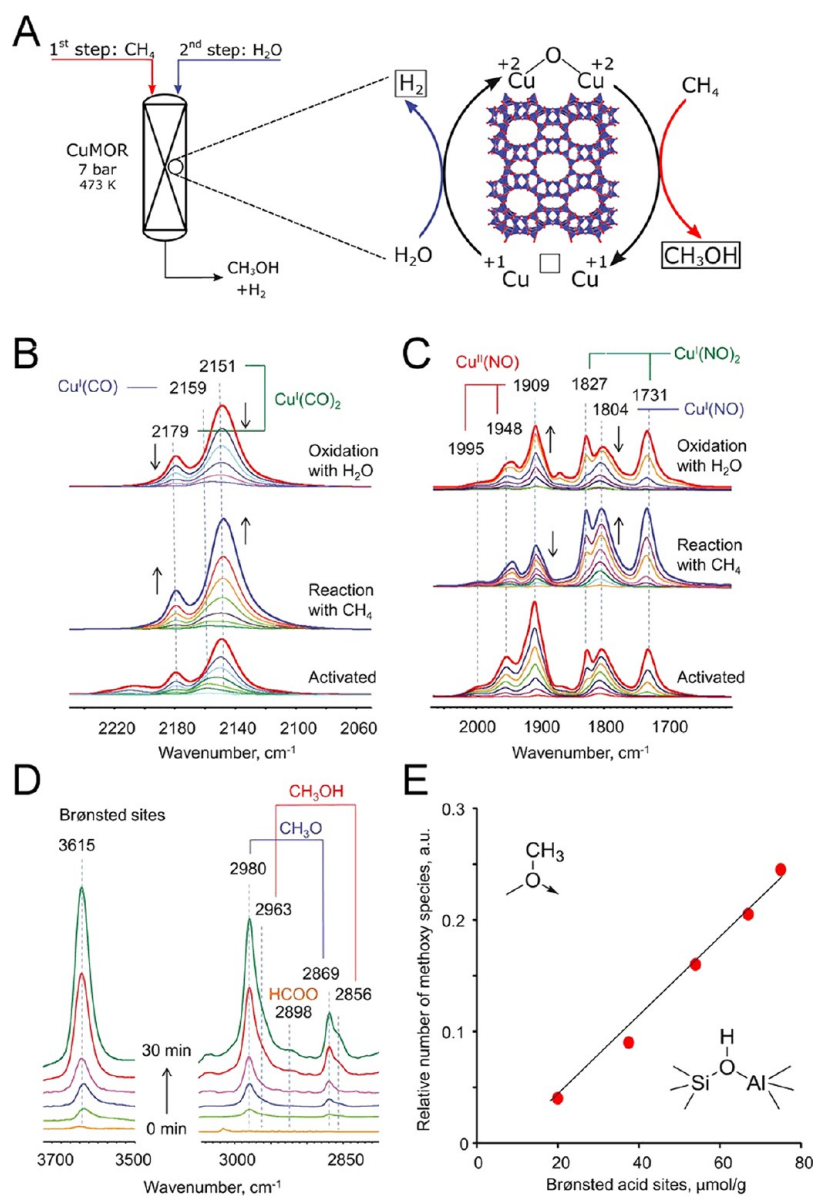 A
1st step: CH4
2nd step: H2O
CuMOR
7 bar
473 K
CH3OH
+H2
H2
H2O
+2
O
+2
Cu
Cu
+1
Cu
+1
Cu
CH4
CH3OH
B
CuI(CO)
2179
2159
2151
CuI(CO)2
Oxidation
with H2O
Reaction
with CH4
Activated
2220
2180
2140
2100
2060
Wavenumber, cm-1
C
CuII(NO)
1995
1948
1909
1827
1804
1731
CuI(NO)2
CuI(NO)
Oxidation
with H2O
Reaction
with CH4
Activated
2000
1900
1800
1700
Wavenumber, cm-1
D
Brønsted sites
3615
CH3OH
CH3O
2980
2963
HCOO
2898
2869
2856
30 min
0 min
3700
3500
3000
2850
Wavenumber, cm-1
E
Relative number of methoxy species, a.u.
0.3
0.2
0.1
0
CH3
O
H
O
Si
Al
0
20
40
60
80
Brønsted acid sites, µmol/g